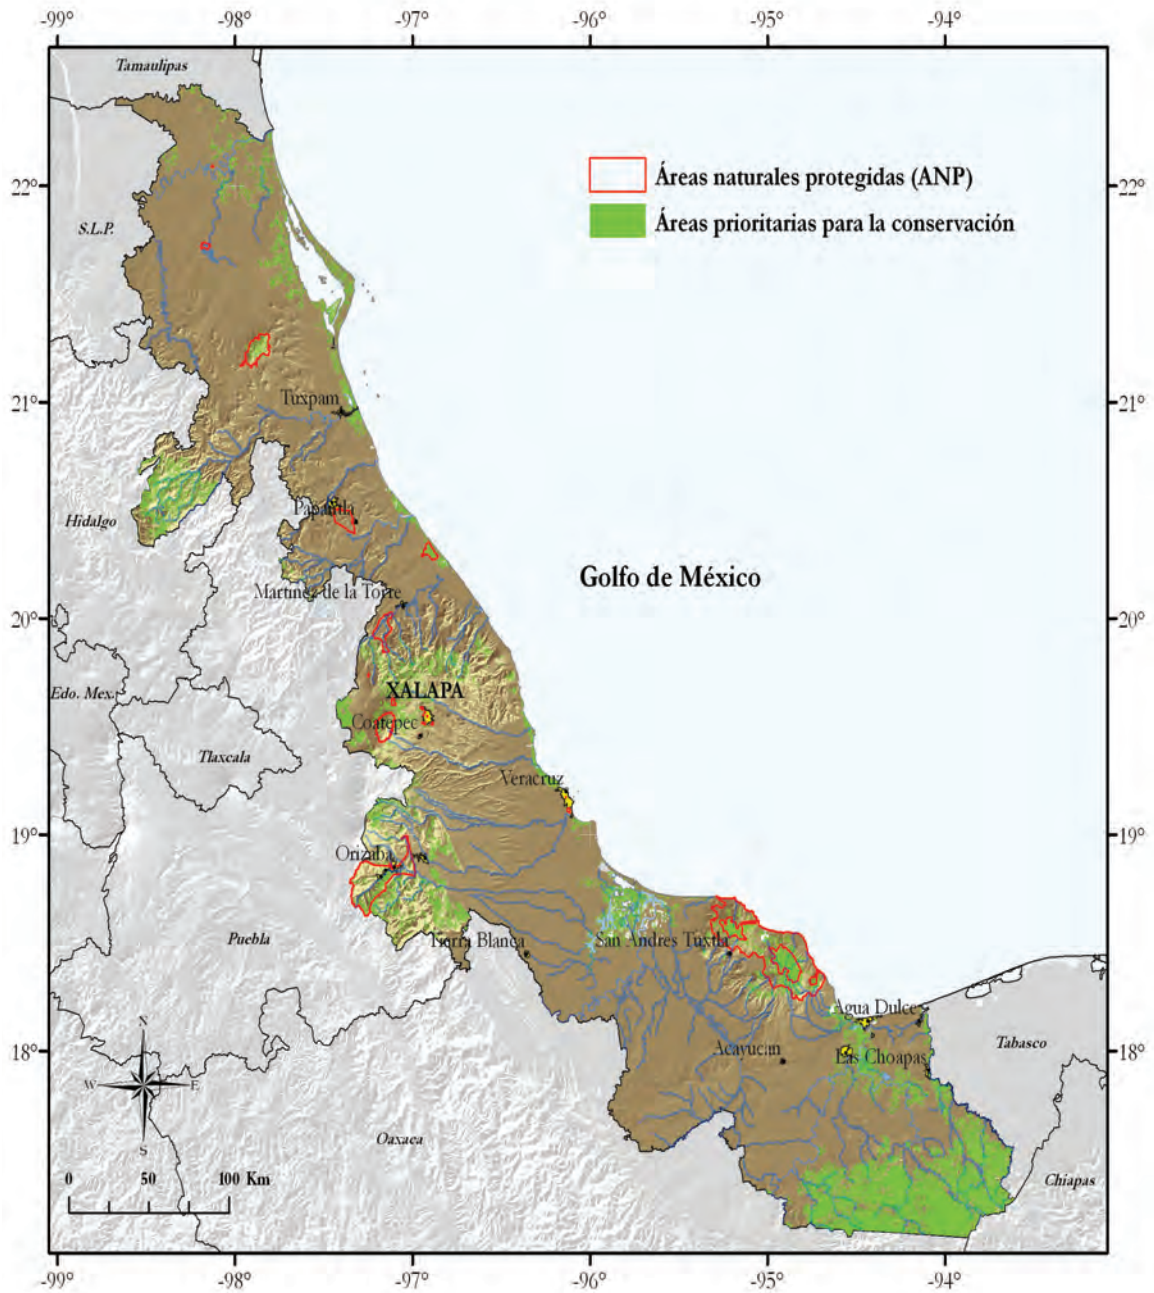 -99°
-98°
-97°
-96°
-95°
-94°
Tamaulipas
Áreas naturales protegidas (ANP)
22°
22°
Áreas prioritarias para la conservación
S.L.P.
21°
Tuxpam
21°
Papantla
Hidalgo
Golfo de México
Martínez de la Torre
20°
20°
Edo. Mex.
XALAPA
Coatepec
Tlaxcala
Veracruz
19°
19°
Orizaba
Puebla
Tierra Blanca
San Andres Tuxtla
Agua Dulce
N
18°
Acayucan
Las Choapas
Tabasco
18°
W
E
S
Oaxaca
0
50
100 Km
Chiapas
-99°
-98°
-97°
-96°
-95°
-94°